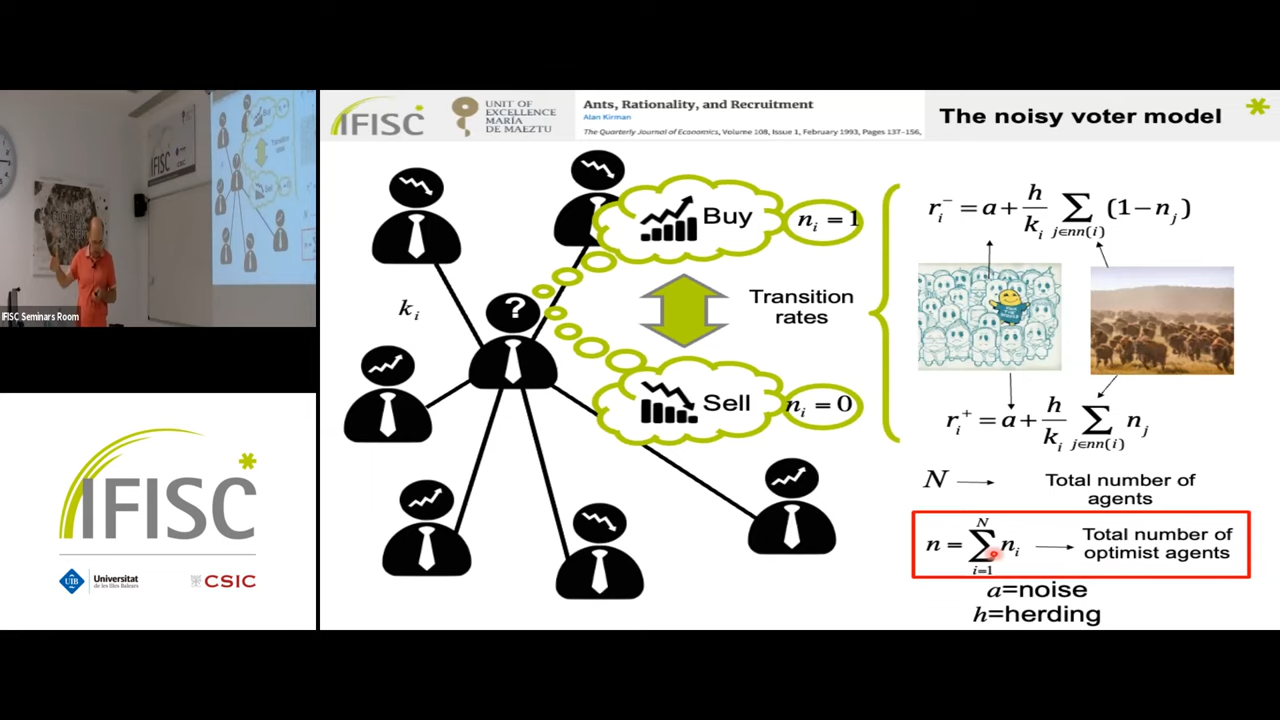 IFISC Seminars Room
IFISC
Universitat
de les Illes Balears
UIB
CSIC
IFISC
UNIT OF
EXCELLENCE
MARÍA
DE MAEZTU
Ants, Rationality, and Recruitment
Alan Kirman
The Quarterly Journal of Economics, Volume 108, Issue 1, February 1993, Pages 137–156,
The noisy voter model
Buy
n_i = 1
k_i
?
Transition
rates
Sell
n_i = 0
r_i^- = a + h/k_i ∑_{j∈nn(i)} (1−n_j)
r_i^+ = a + h/k_i ∑_{j∈nn(i)} n_j
N → Total number of
agents
n = ∑_{i=1}^{N} n_i → Total number of
optimist agents
a=noise
h=herding